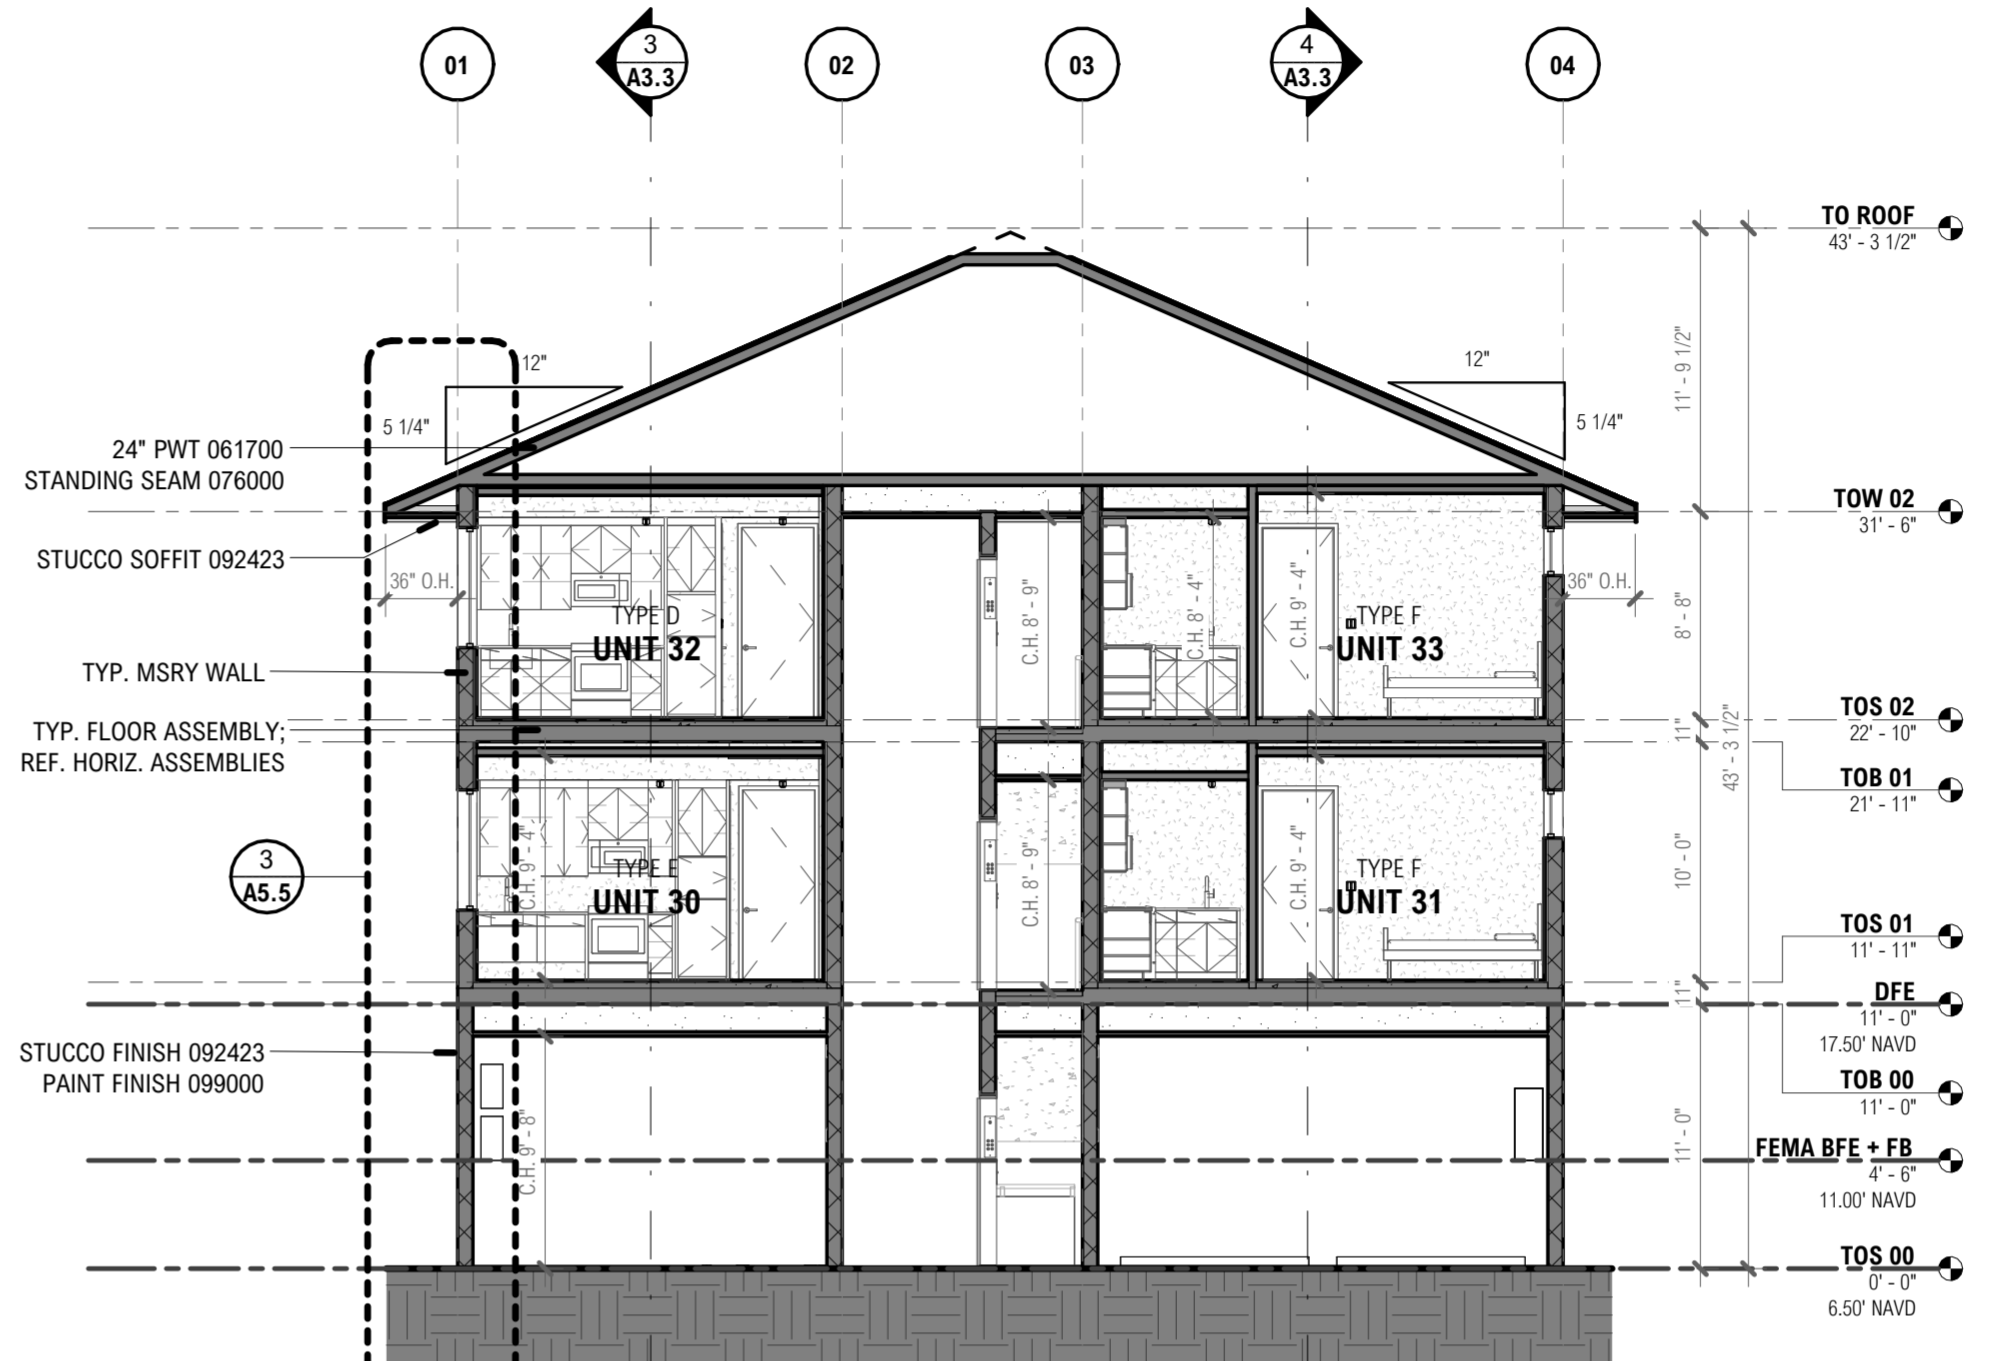 01
3
A3.3
02
03
4
A3.3
04
TO ROOF
43' - 3 1/2"
11' - 9 1/2"
12"
5 1/4"
12"
5 1/4"
24" PWT 061700
STANDING SEAM 076000
TOW 02
31' - 6"
STUCCO SOFFIT 092423
36" O.H.
36" O.H.
TYPE D
UNIT 32
C.H. 8' - 9"
C.H. 8' - 4"
C.H. 9' - 4"
TYPE F
UNIT 33
8' - 8"
TYP. MSRY WALL
TYP. FLOOR ASSEMBLY;
REF. HORIZ. ASSEMBLIES
TOS 02
22' - 10"
11"
43' - 3 1/2"
TOB 01
21' - 11"
3
A5.5
C.H. 9' - 4"
TYPE E
UNIT 30
C.H. 8' - 9"
C.H. 9' - 4"
TYPE F
UNIT 31
10' - 0"
TOS 01
11' - 11"
11"
DFE
11' - 0"
17.50' NAVD
STUCCO FINISH 092423
PAINT FINISH 099000
TOB 00
11' - 0"
C.H. 9' - 8"
11' - 0"
FEMA BFE + FB
4' - 6"
11.00' NAVD
TOS 00
0' - 0"
6.50' NAVD